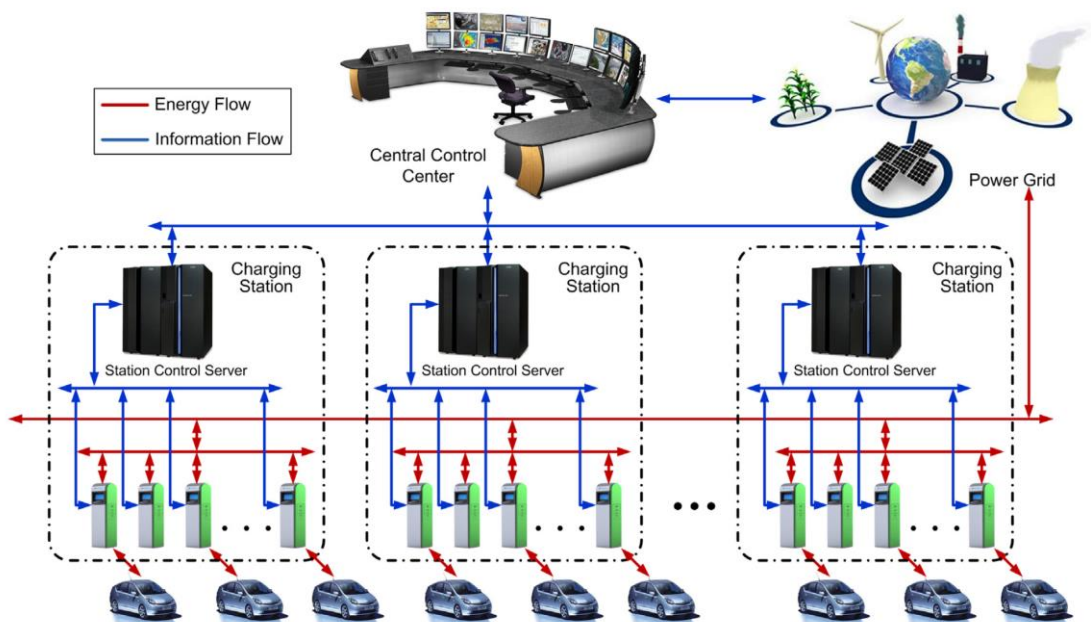 Energy Flow
Information Flow
Central Control
Center
Power Grid
Charging
Station
Station Control Server
Charging
Station
Station Control Server
Charging
Station
Station Control Server